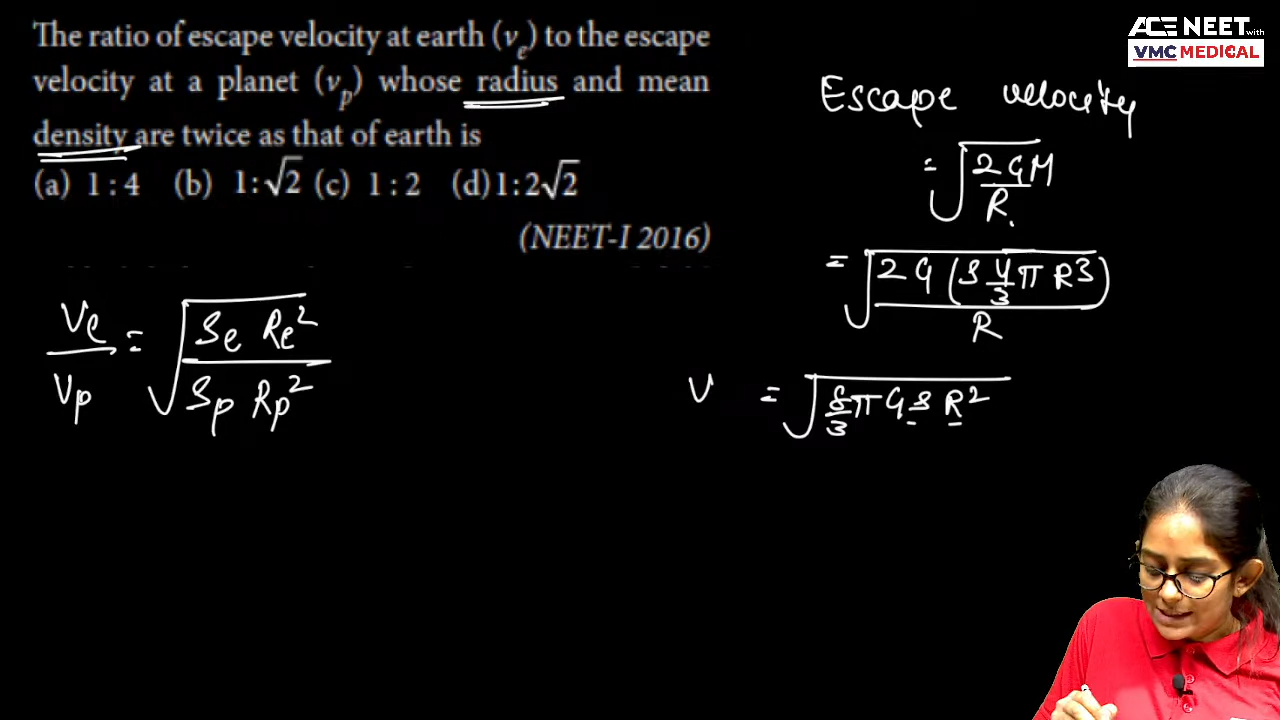 The ratio of escape velocity at earth (vₑ) to the escape
velocity at a planet (vₚ) whose radius and mean
density are twice as that of earth is
(a) 1 : 4 (b) 1 : √2 (c) 1 : 2 (d) 1 : 2√2
(NEET-I 2016)
Vₑ/Vₚ = √(ρₑ Rₑ² / ρₚ Rₚ²)
ACE NEET with
VMC MEDICAL
Escape velocity
= √(2GM / R)
= √(2G (ρ 4/3 π R³) / R)
V = √(8/3 π G ρ R²)